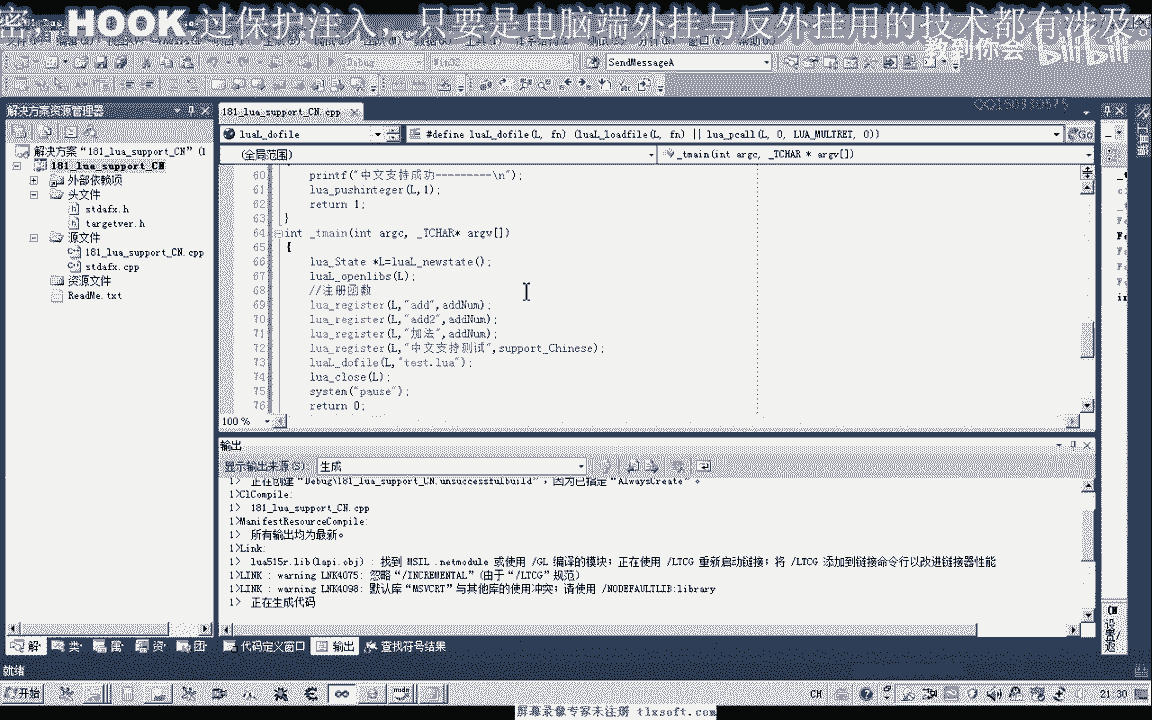 密，HOOK 过保护注入，只要是电脑端外挂与反外挂用的技术都有涉及
教到你会 bilibili
Debug Win32 SendMessageA
解决方案资源管理器
181_lua_support_CN.cpp
luaL_dofile
#define luaL_dofile(L, fn) (luaL_loadfile(L, fn) || lua_pcall(L, 0, LUA_MULTRET, 0))
Go
(全局范围)
_tmain(int argc, _TCHAR * argv[])
解决方案"181_lua_support_CN" (1
181_lua_support_CN
外部依赖项
头文件
stdafx.h
targetver.h
源文件
181_lua_support_CN.cpp
stdafx.cpp
资源文件
ReadMe.txt
60 printf("中文支持成功---------\n");
61 lua_pushinteger(L,1);
62 return 1;
63 }
64 int _tmain(int argc, _TCHAR* argv[])
65 {
66 lua_State *L=luaL_newstate();
67 luaL_openlibs(L);
68 //注册函数
69 lua_register(L,"add",addNum);
70 lua_register(L,"add2",addNum);
71 lua_register(L,"加法",addNum);
72 lua_register(L,"中文支持测试",support_Chinese);
73 luaL_dofile(L,"test.lua");
74 lua_close(L);
75 system("pause");
76 return 0;
100 %
输出
显示输出来源(S): 生成
1> 正在创建"Debug\181_lua_support_CN.unsuccessfulbuild"，因为已指定"AlwaysCreate"。
1>ClCompile:
1> 181_lua_support_CN.cpp
1>ManifestResourceCompile:
1> 所有输出均为最新。
1>Link:
1> lua515r.lib(lapi.obj) : 找到 MSIL .netmodule 或使用 /GL 编译的模块；正在使用 /LTCG 重新启动链接；将 /LTCG 添加到链接命令行以改进链接器性能
1>LINK : warning LNK4075: 忽略"/INCREMENTAL"(由于"/LTCG"规范)
1>LINK : warning LNK4098: 默认库"MSVCRT"与其他库的使用冲突；请使用 /NODEFAULTLIB:library
1> 正在生成代码
解· 类· 属· 资· 团·
代码定义窗口 输出 查找符号结果
就绪
开始
CH
21:30
屏幕录像专家未注册 tlxsoft.com